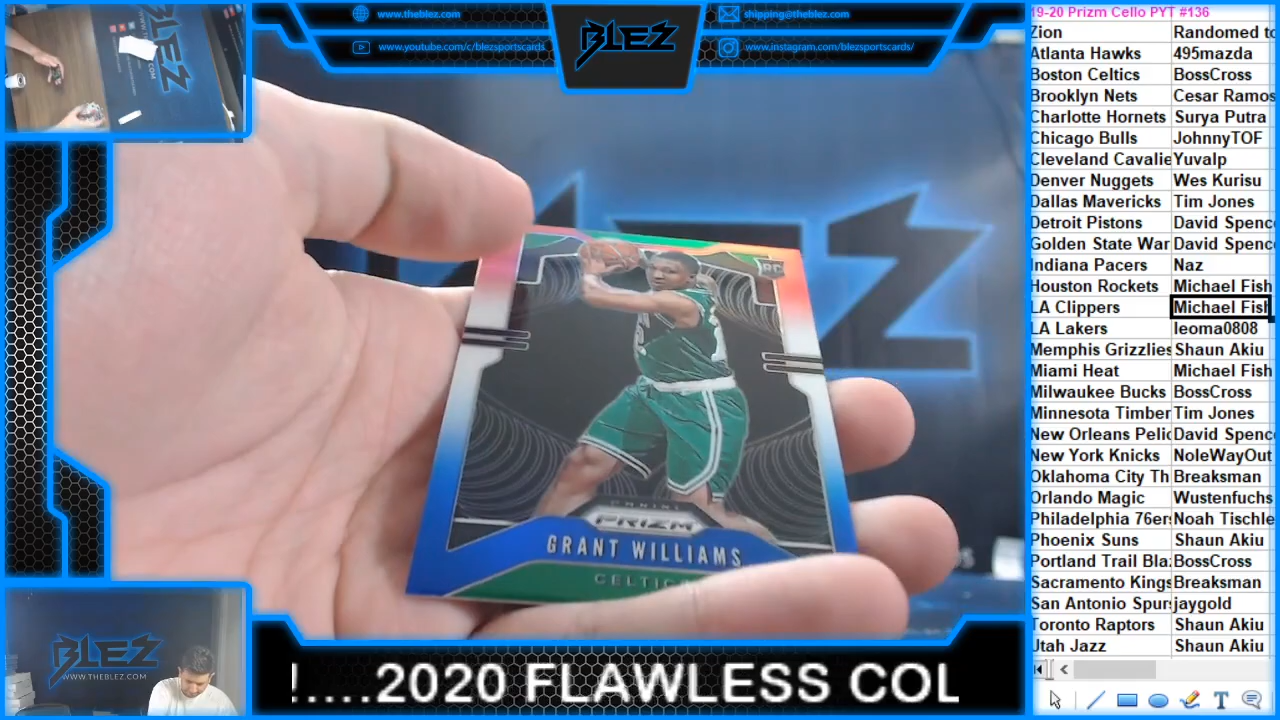 www.theblez.com
www.youtube.com/c/blezsportscards
BLEZ
shipping@theblez.com
www.instagram.com/blezsportscards/
19-20 Prizm Cello PYT #136
Zion Randomed to
Atlanta Hawks 495mazda
Boston Celtics BossCross
Brooklyn Nets Cesar Ramos
Charlotte Hornets Surya Putra
Chicago Bulls JohnnyTOF
Cleveland Cavalie Yuvalp
Denver Nuggets Wes Kurisu
Dallas Mavericks Tim Jones
Detroit Pistons David Spenc
Golden State War David Spenc
Indiana Pacers Naz
Houston Rockets Michael Fish
LA Clippers Michael Fish
LA Lakers leoma0808
Memphis Grizzlies Shaun Akiu
Miami Heat Michael Fish
Milwaukee Bucks BossCross
Minnesota Timber Tim Jones
New Orleans Pelic David Spenc
New York Knicks NoleWayOut
Oklahoma City Th Breaksman
Orlando Magic Wustenfuchs
Philadelphia 76ers Noah Tischle
Phoenix Suns Shaun Akiu
Portland Trail Bla BossCross
Sacramento Kings Breaksman
San Antonio Spurs jaygold
Toronto Raptors Shaun Akiu
Utah Jazz Shaun Akiu
BLEZ
RC
PANINI
PRIZM
GRANT WILLIAMS
CELTICS
BLEZ
WWW.THEBLEZ.COM
!....2020 FLAWLESS COL
T